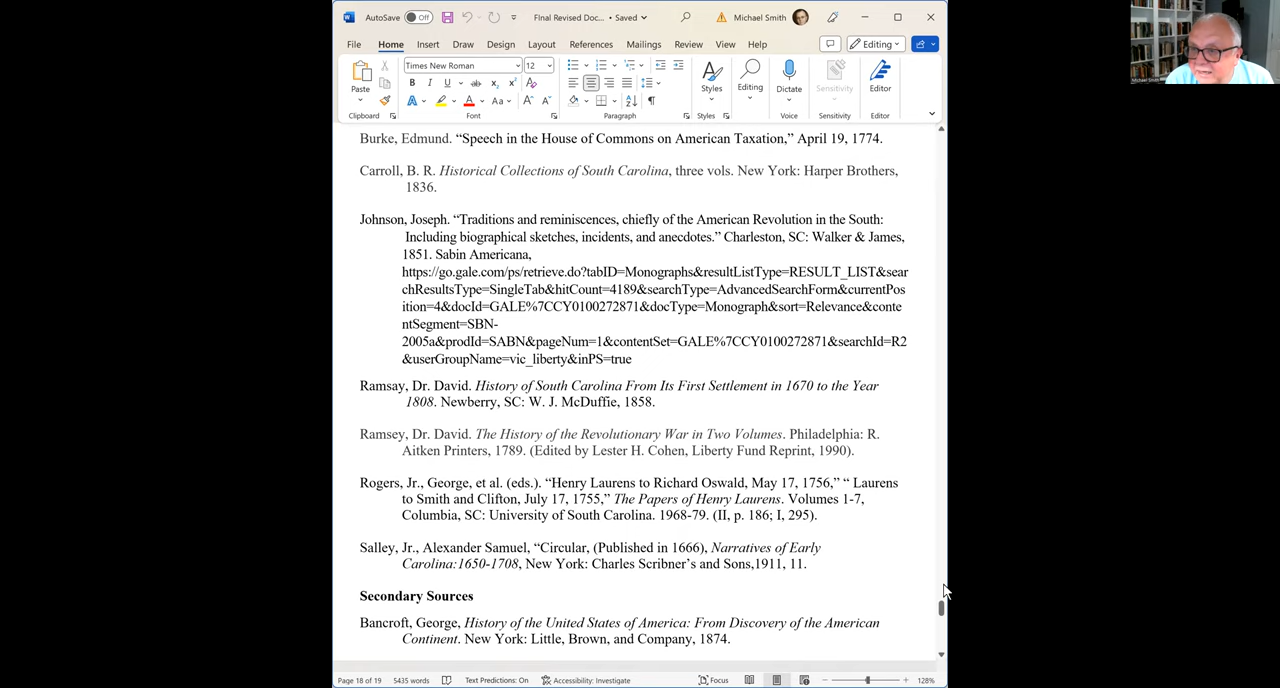 AutoSave Off FInal Revised Doc... • Saved Michael Smith
File Home Insert Draw Design Layout References Mailings Review View Help Editing
Times New Roman 12
Paste B I U ab x₂ x² A Styles Editing Dictate Sensitivity Editor
A A Aa A A
Clipboard Font Paragraph Styles Voice Sensitivity Editor
Michael Smith
Burke, Edmund. “Speech in the House of Commons on American Taxation,” April 19, 1774.
Carroll, B. R. Historical Collections of South Carolina, three vols. New York: Harper Brothers,
1836.
Johnson, Joseph. “Traditions and reminiscences, chiefly of the American Revolution in the South:
Including biographical sketches, incidents, and anecdotes.” Charleston, SC: Walker & James,
1851. Sabin Americana,
https://go.gale.com/ps/retrieve.do?tabID=Monographs&resultListType=RESULT_LIST&sear
chResultsType=SingleTab&hitCount=4189&searchType=AdvancedSearchForm&currentPos
ition=4&docId=GALE%7CCY0100272871&docType=Monograph&sort=Relevance&conte
ntSegment=SBN-
2005a&prodId=SABN&pageNum=1&contentSet=GALE%7CCY0100272871&searchId=R2
&userGroupName=vic_liberty&inPS=true
Ramsay, Dr. David. History of South Carolina From Its First Settlement in 1670 to the Year
1808. Newberry, SC: W. J. McDuffie, 1858.
Ramsey, Dr. David. The History of the Revolutionary War in Two Volumes. Philadelphia: R.
Aitken Printers, 1789. (Edited by Lester H. Cohen, Liberty Fund Reprint, 1990).
Rogers, Jr., George, et al. (eds.). “Henry Laurens to Richard Oswald, May 17, 1756,” “ Laurens
to Smith and Clifton, July 17, 1755,” The Papers of Henry Laurens. Volumes 1-7,
Columbia, SC: University of South Carolina. 1968-79. (II, p. 186; I, 295).
Salley, Jr., Alexander Samuel, “Circular, (Published in 1666), Narratives of Early
Carolina:1650-1708, New York: Charles Scribner’s and Sons,1911, 11.
Secondary Sources
Bancroft, George, History of the United States of America: From Discovery of the American
Continent. New York: Little, Brown, and Company, 1874.
Page 18 of 19 5435 words Text Predictions: On Accessibility: Investigate Focus 128%